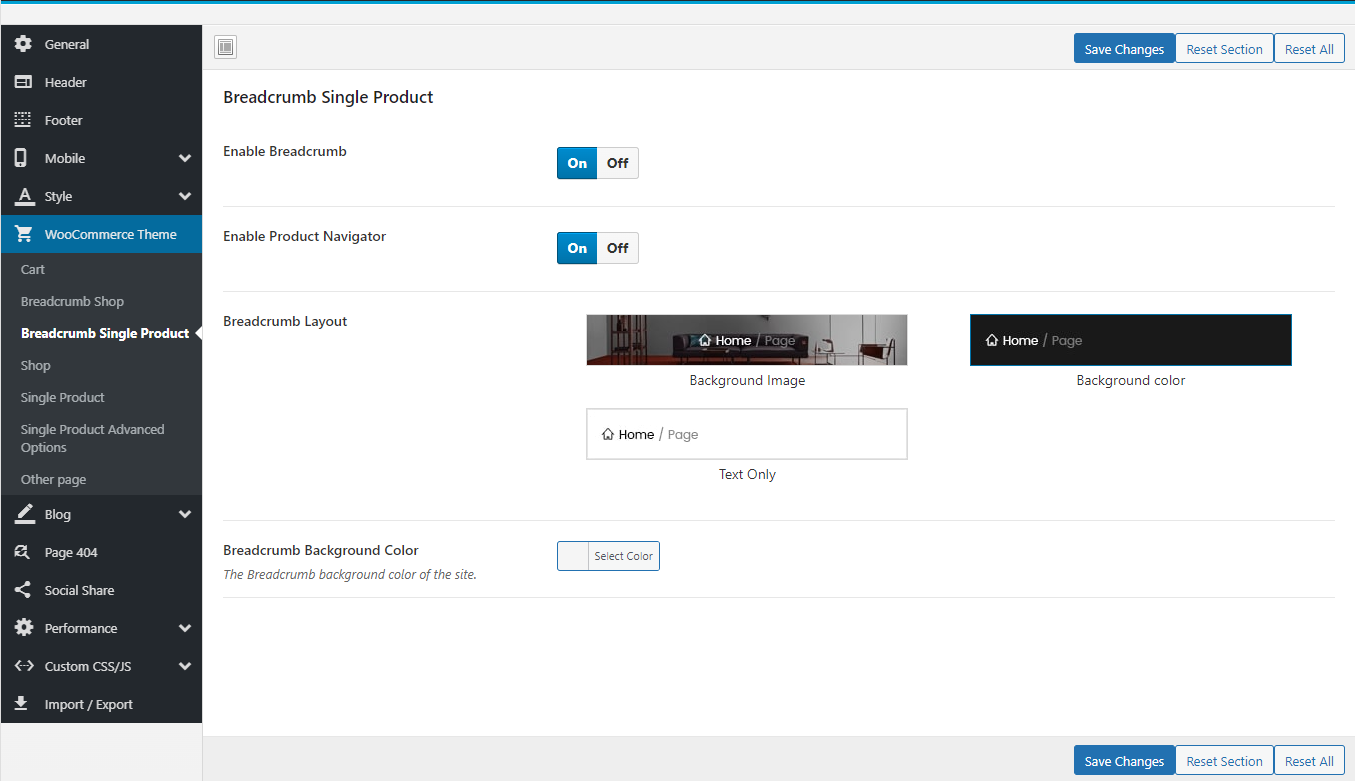 General
Header
Footer
Mobile
Style
WooCommerce Theme
Cart
Breadcrumb Shop
Breadcrumb Single Product
Shop
Single Product
Single Product Advanced
Options
Other page
Blog
Page 404
Social Share
Performance
Custom CSS/JS
Import / Export
Save Changes Reset Section Reset All
Breadcrumb Single Product
Enable Breadcrumb On Off
Enable Product Navigator On Off
Breadcrumb Layout
Home / Page
Background Image
Home / Page
Background color
Home / Page
Text Only
Breadcrumb Background Color Select Color
The Breadcrumb background color of the site.
Save Changes Reset Section Reset All